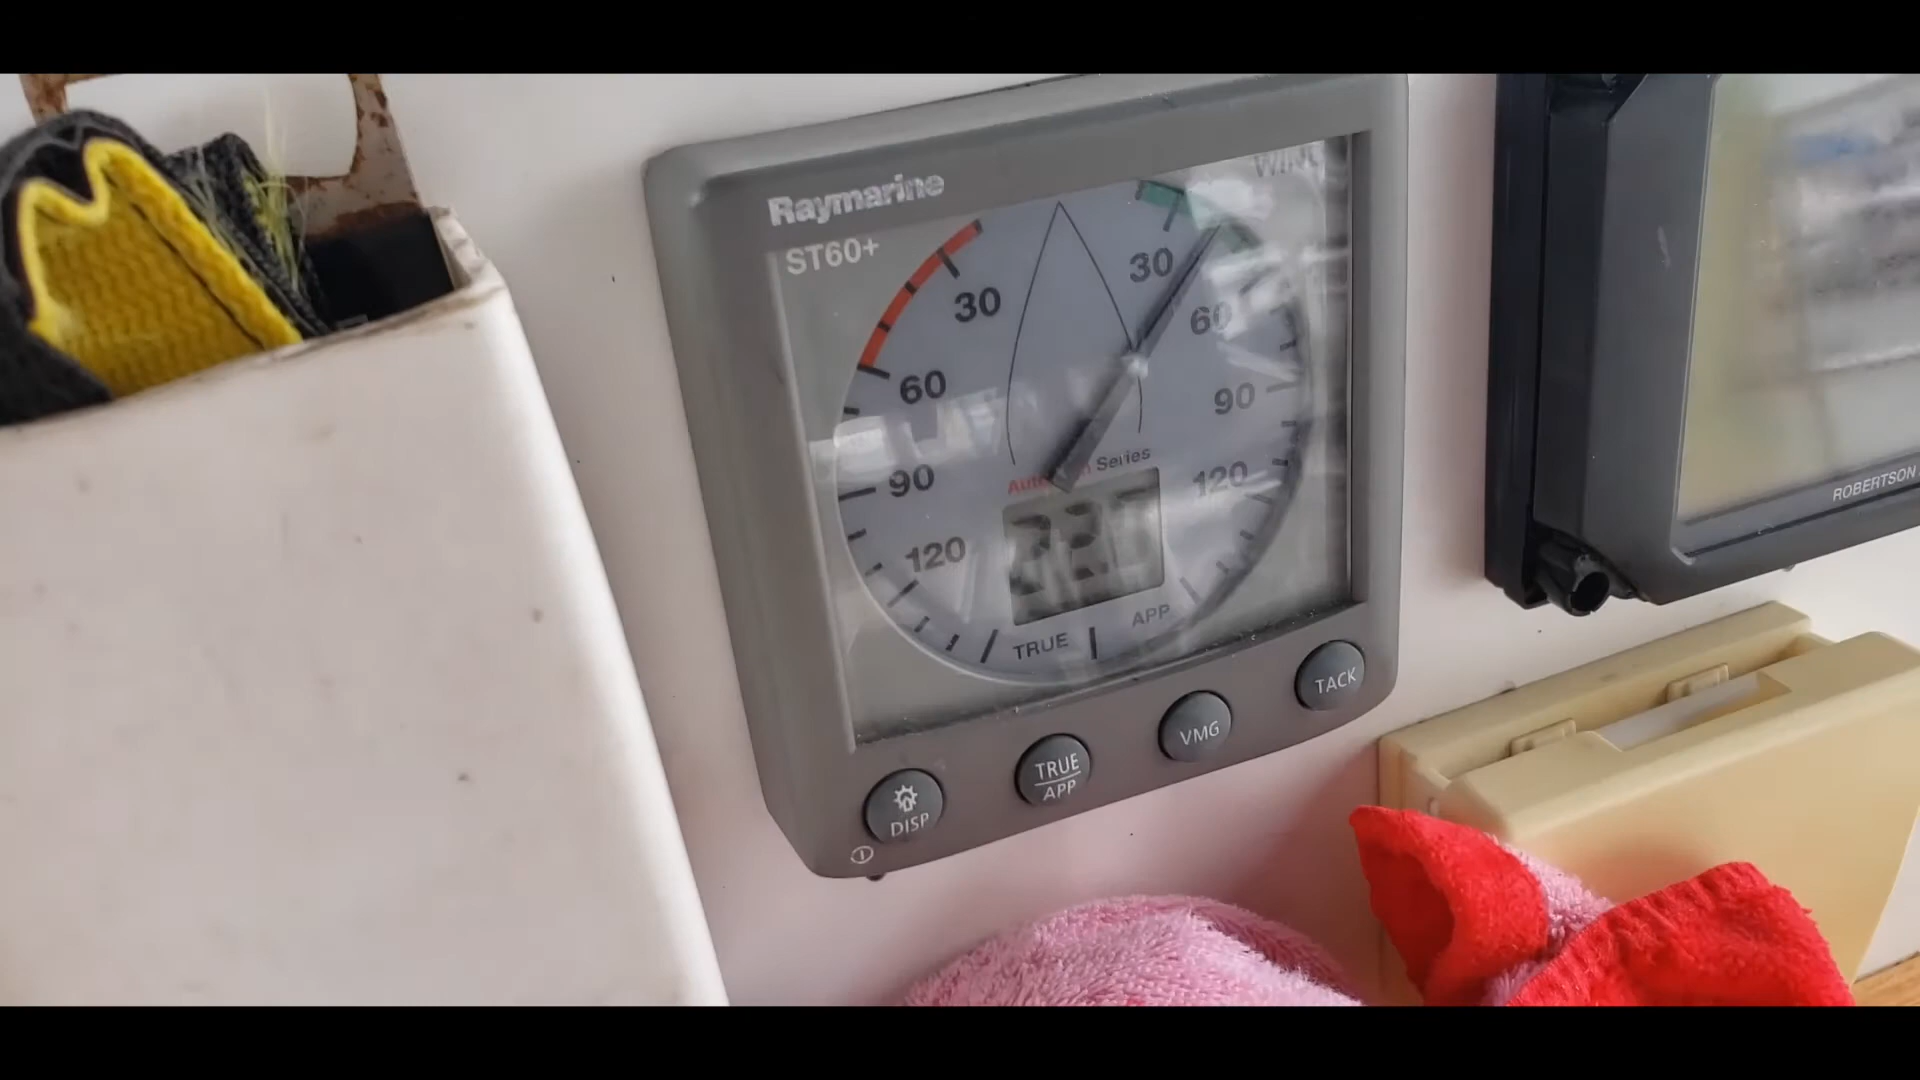 Raymarine
WIND
ST60+
30
30
60
60
90
90
120
120
Series
TRUE
APP
DISP
TRUE
APP
VMG
TACK
ROBERTSON